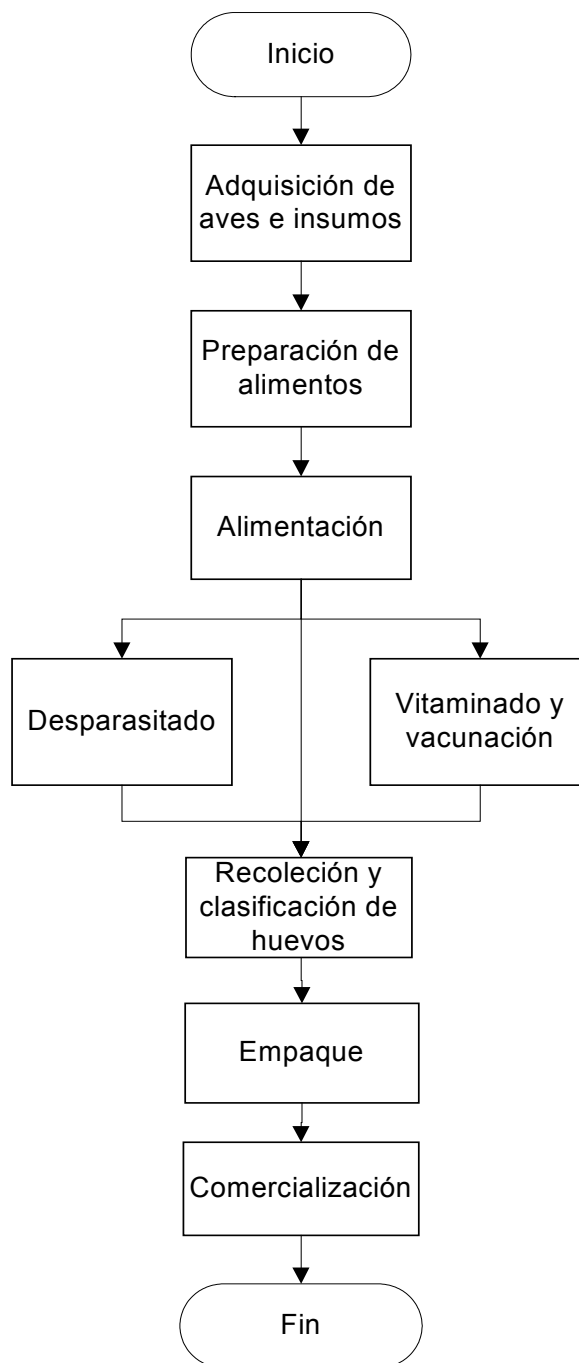 Inicio
Adquisición de
aves e insumos
Preparación de
alimentos
Alimentación
Desparasitado
Vitaminado y
vacunación
Recoleción y
clasificación de
huevos
Empaque
Comercialización
Fin